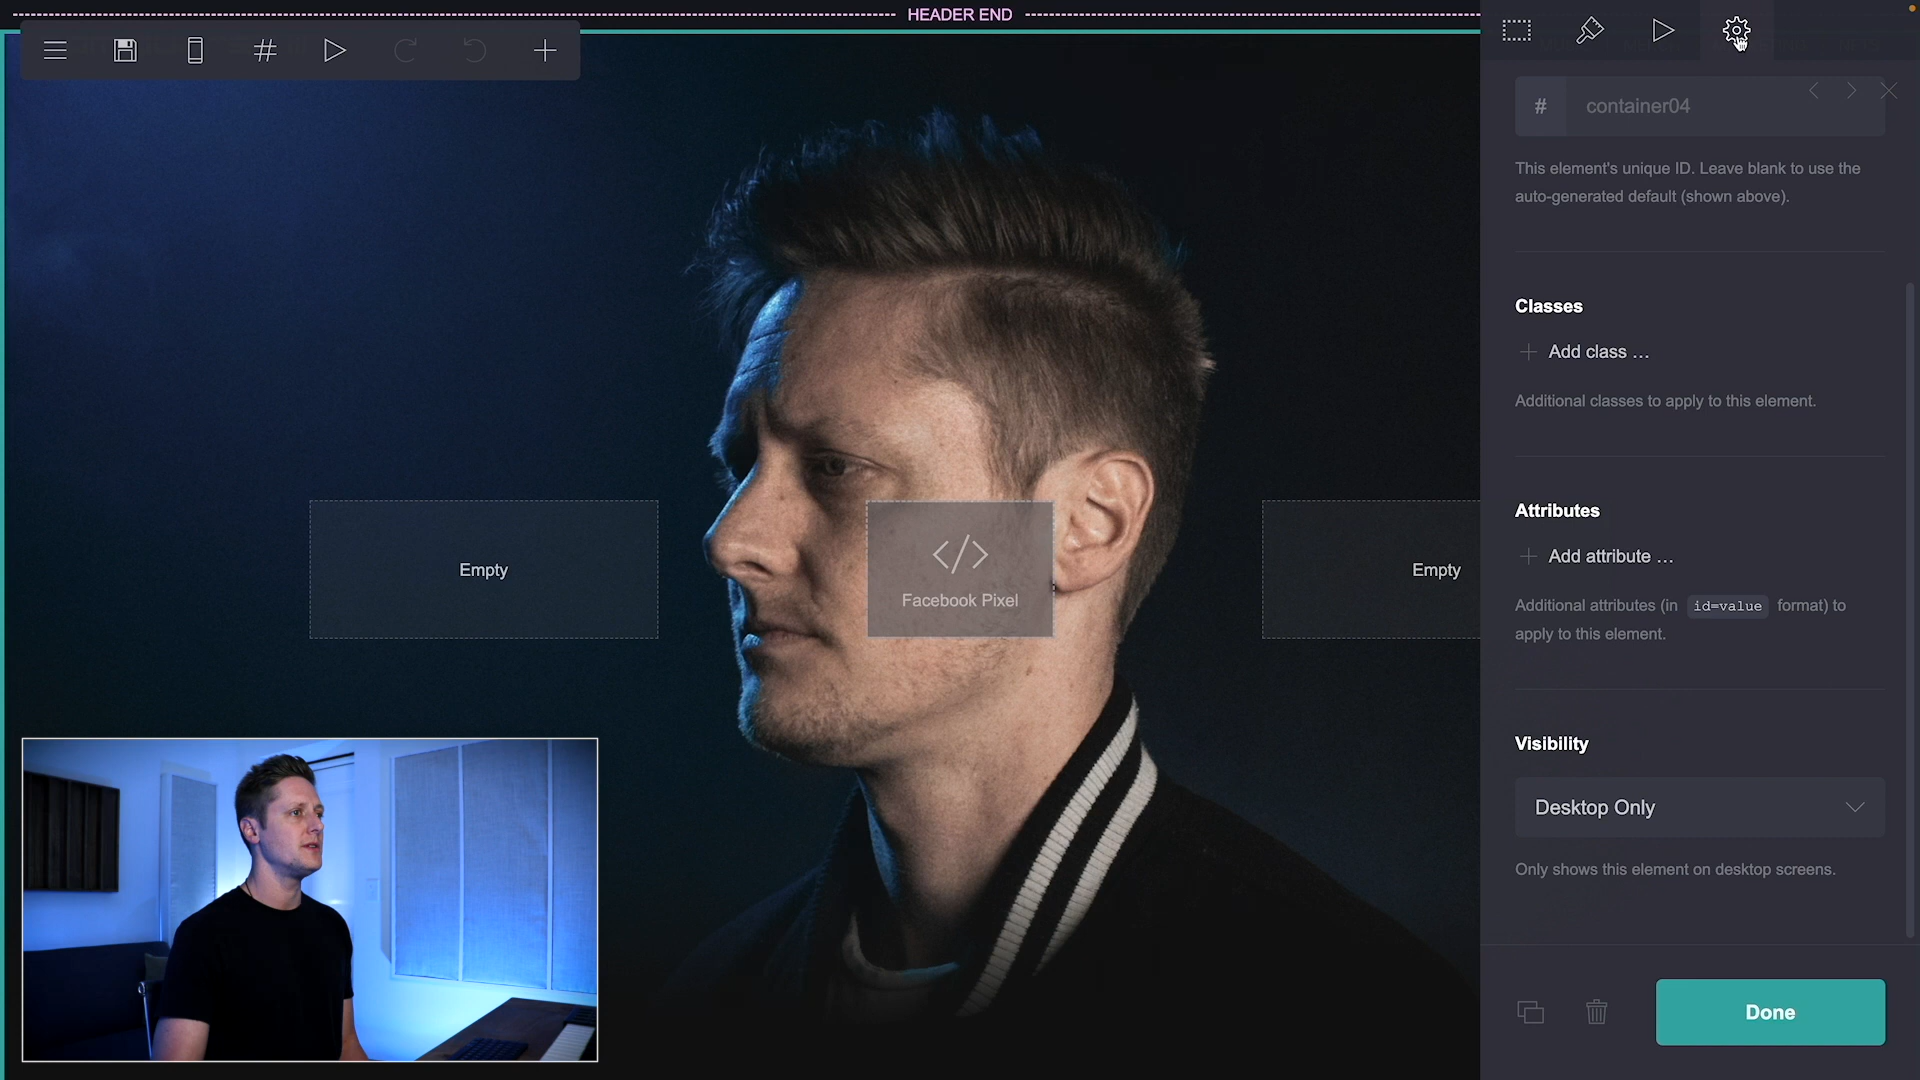 HEADER END
#
container04
This element's unique ID. Leave blank to use the
auto-generated default (shown above).
Classes
Add class ...
Additional classes to apply to this element.
Attributes
Add attribute ...
Additional attributes (in id=value format) to
apply to this element.
Visibility
Desktop Only
Only shows this element on desktop screens.
Done
Empty
</>
Facebook Pixel
Empty